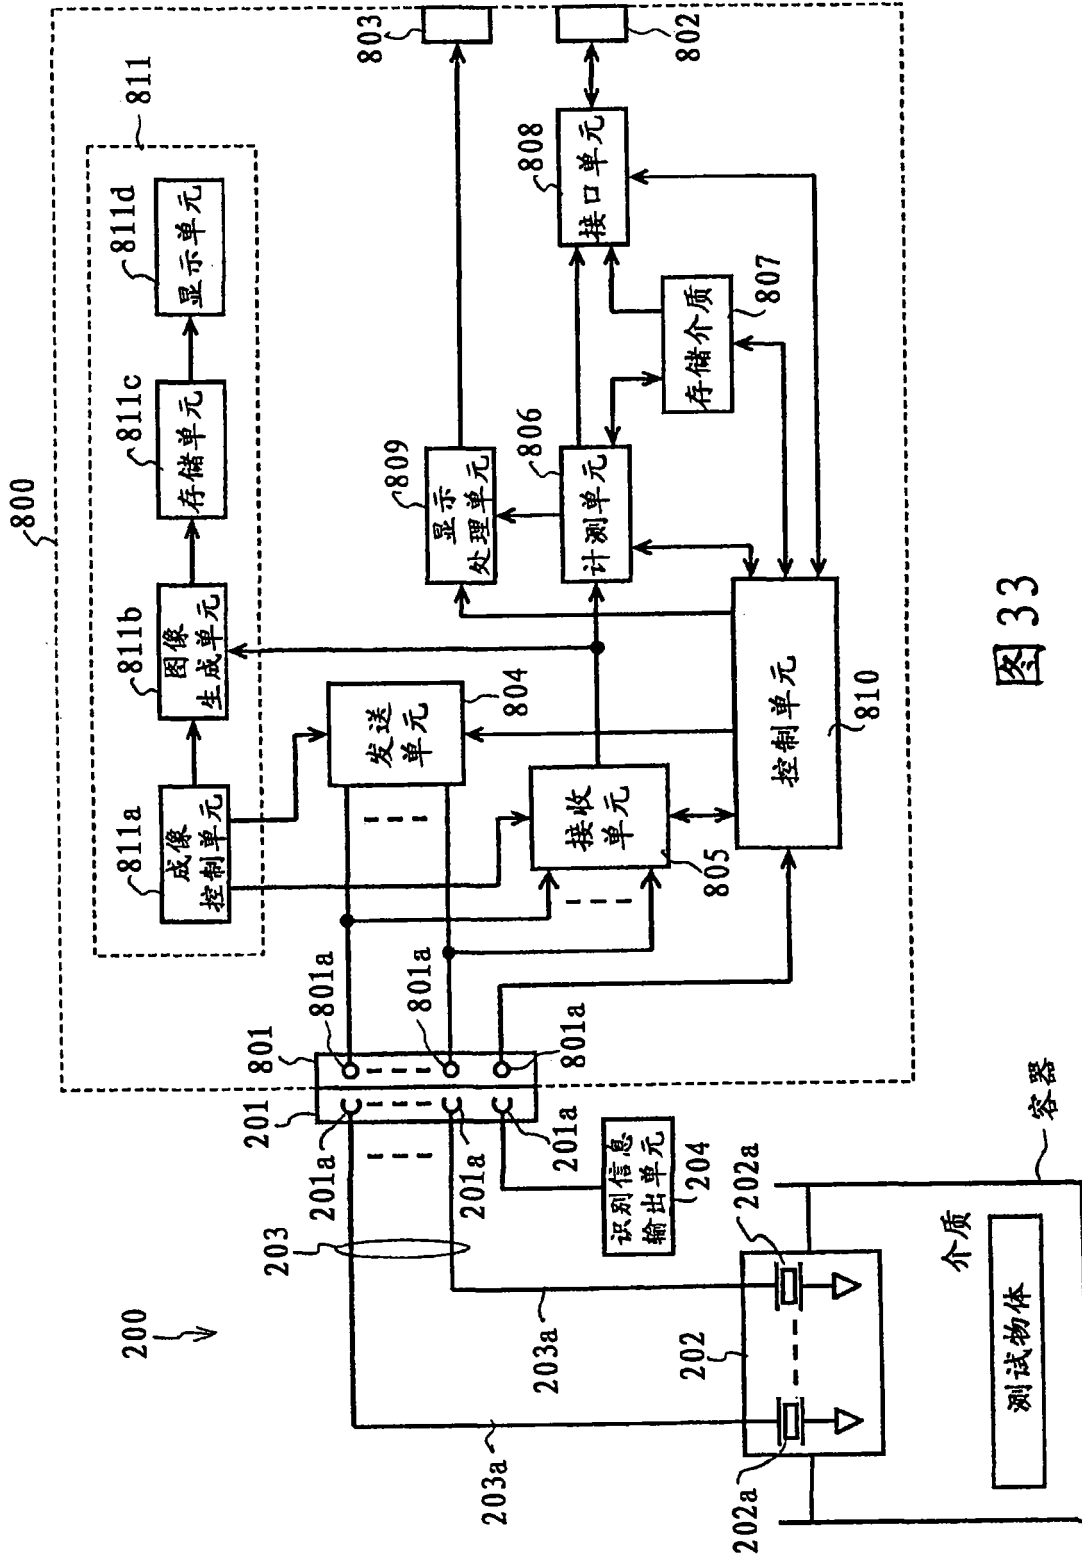 800
811
811a
成像
控制单元
811b
图像
生成单元
811c
存储单元
811d
显示单元
803
802
804
发送
单元
805
接收
单元
809
显示
处理单元
806
计测单元
807
存储介质
808
接口单元
810
控制单元
801
801a
801a
801a
201
201a
201a
201a
203
204
识别信息
输出单元
200
203a
203a
202
202a
202a
容器
介质
测试物体
图 33